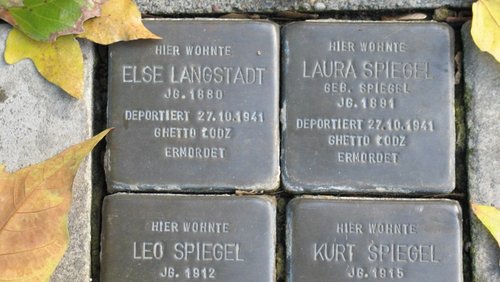 HIER WOHNTE
ELSE LANGSTADT
JG. 1880
DEPORTIERT 27.10.1941
GHETTO ŁODZ
ERMORDET
HIER WOHNTE
LAURA SPIEGEL
GEB. SPIEGEL
JG. 1891
DEPORTIERT 27.10.1941
GHETTO ŁODZ
ERMORDET
HIER WOHNTE
LEO SPIEGEL
JG. 1912
HIER WOHNTE
KURT SPIEGEL
JG. 1915